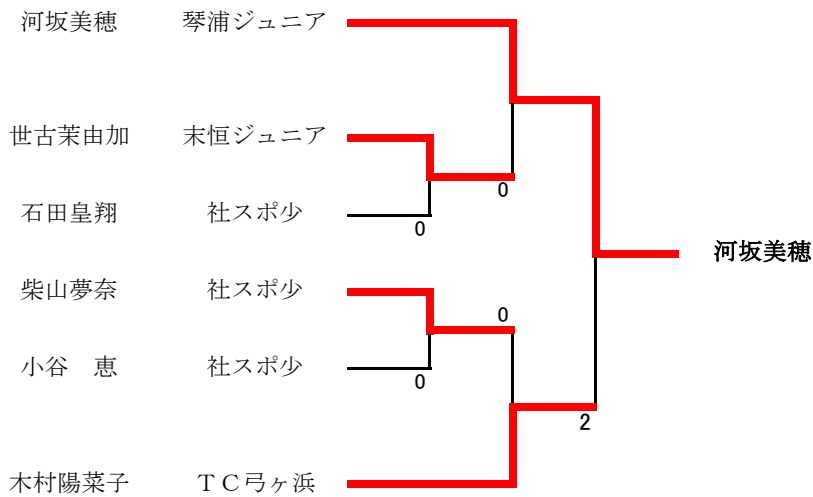 河坂美穂 琴浦ジュニア
世古茉由加 末恒ジュニア
0
石田皇翔 社スポ少
0
河坂美穂
柴山夢奈 社スポ少
0
小谷 恵 社スポ少
0
2
木村陽菜子 TC弓ヶ浜